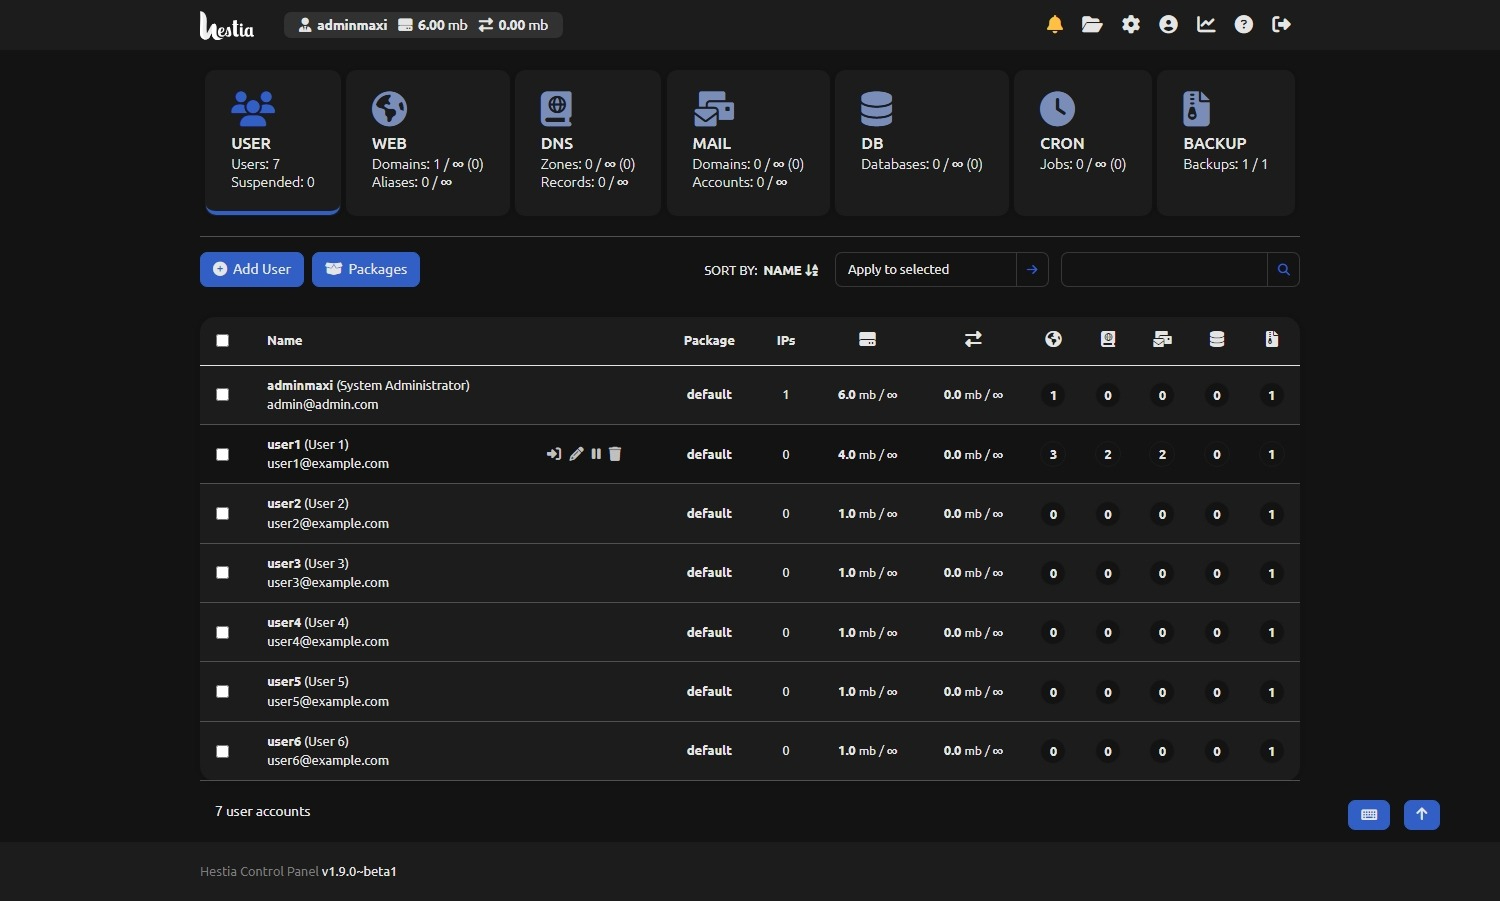 Hestia
adminmaxi 6.00 mb 0.00 mb
USER
Users: 7
Suspended: 0
WEB
Domains: 1 / ∞ (0)
Aliases: 0 / ∞
DNS
Zones: 0 / ∞ (0)
Records: 0 / ∞
MAIL
Domains: 0 / ∞ (0)
Accounts: 0 / ∞
DB
Databases: 0 / ∞ (0)
CRON
Jobs: 0 / ∞ (0)
BACKUP
Backups: 1 / 1
Add User Packages SORT BY: NAME Apply to selected
Name Package IPs
adminmaxi (System Administrator)
admin@admin.com
default 1 6.0 mb / ∞ 0.0 mb / ∞ 1 0 0 0 1
user1 (User 1)
user1@example.com
default 0 4.0 mb / ∞ 0.0 mb / ∞ 3 2 2 0 1
user2 (User 2)
user2@example.com
default 0 1.0 mb / ∞ 0.0 mb / ∞ 0 0 0 0 1
user3 (User 3)
user3@example.com
default 0 1.0 mb / ∞ 0.0 mb / ∞ 0 0 0 0 1
user4 (User 4)
user4@example.com
default 0 1.0 mb / ∞ 0.0 mb / ∞ 0 0 0 0 1
user5 (User 5)
user5@example.com
default 0 1.0 mb / ∞ 0.0 mb / ∞ 0 0 0 0 1
user6 (User 6)
user6@example.com
default 0 1.0 mb / ∞ 0.0 mb / ∞ 0 0 0 0 1
7 user accounts
Hestia Control Panel v1.9.0~beta1